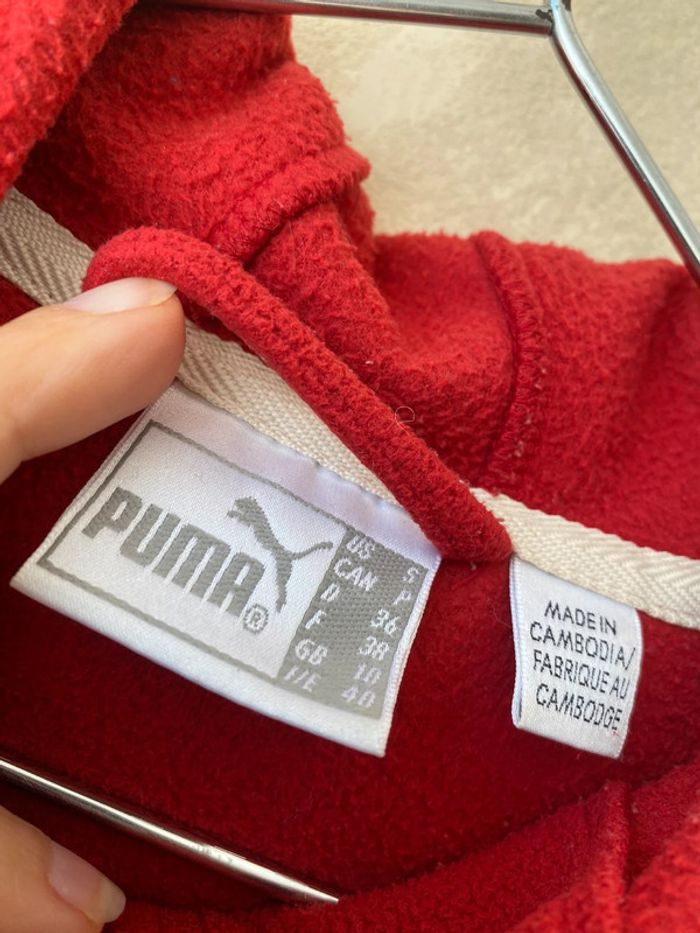 PUMA®
US S
CAN P
D 36
F 38
GB 10
I/E 40
MADE IN
CAMBODIA/
FABRIQUE AU
CAMBODGE